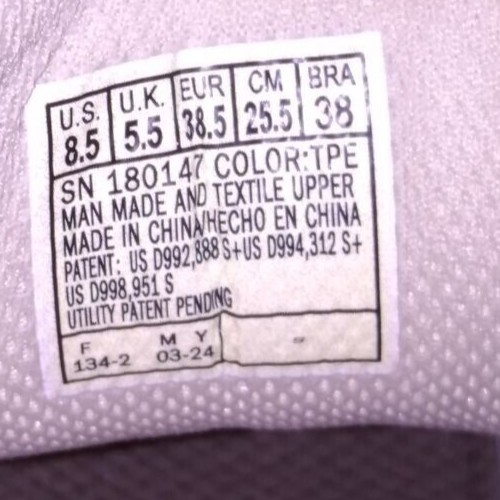 U.S. U.K. EUR CM BRA
8.5 5.5 38.5 25.5 38
SN 180147 COLOR:TPE
MAN MADE AND TEXTILE UPPER
MADE IN CHINA/HECHO EN CHINA
PATENT: US D992,888 S+US D994,312 S+
US D998,951 S
UTILITY PATENT PENDING
F M Y
134-2 03-24